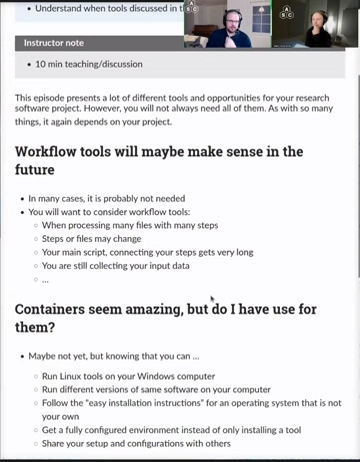 • Understand when tools discussed in t
Instructor note
• 10 min teaching/discussion
This episode presents a lot of different tools and opportunities for your research
software project. However, you will not always need all of them. As with so many
things, it again depends on your project.
Workflow tools will maybe make sense in the
future
• In many cases, it is probably not needed
• You will want to consider workflow tools:
◦ When processing many files with many steps
◦ Steps or files may change
◦ Your main script, connecting your steps gets very long
◦ You are still collecting your input data
◦ ...
Containers seem amazing, but do I have use for
them?
• Maybe not yet, but knowing that you can ...
◦ Run Linux tools on your Windows computer
◦ Run different versions of same software on your computer
◦ Follow the “easy installation instructions” for an operating system that is not
your own
◦ Get a fully configured environment instead of only installing a tool
◦ Share your setup and configurations with others